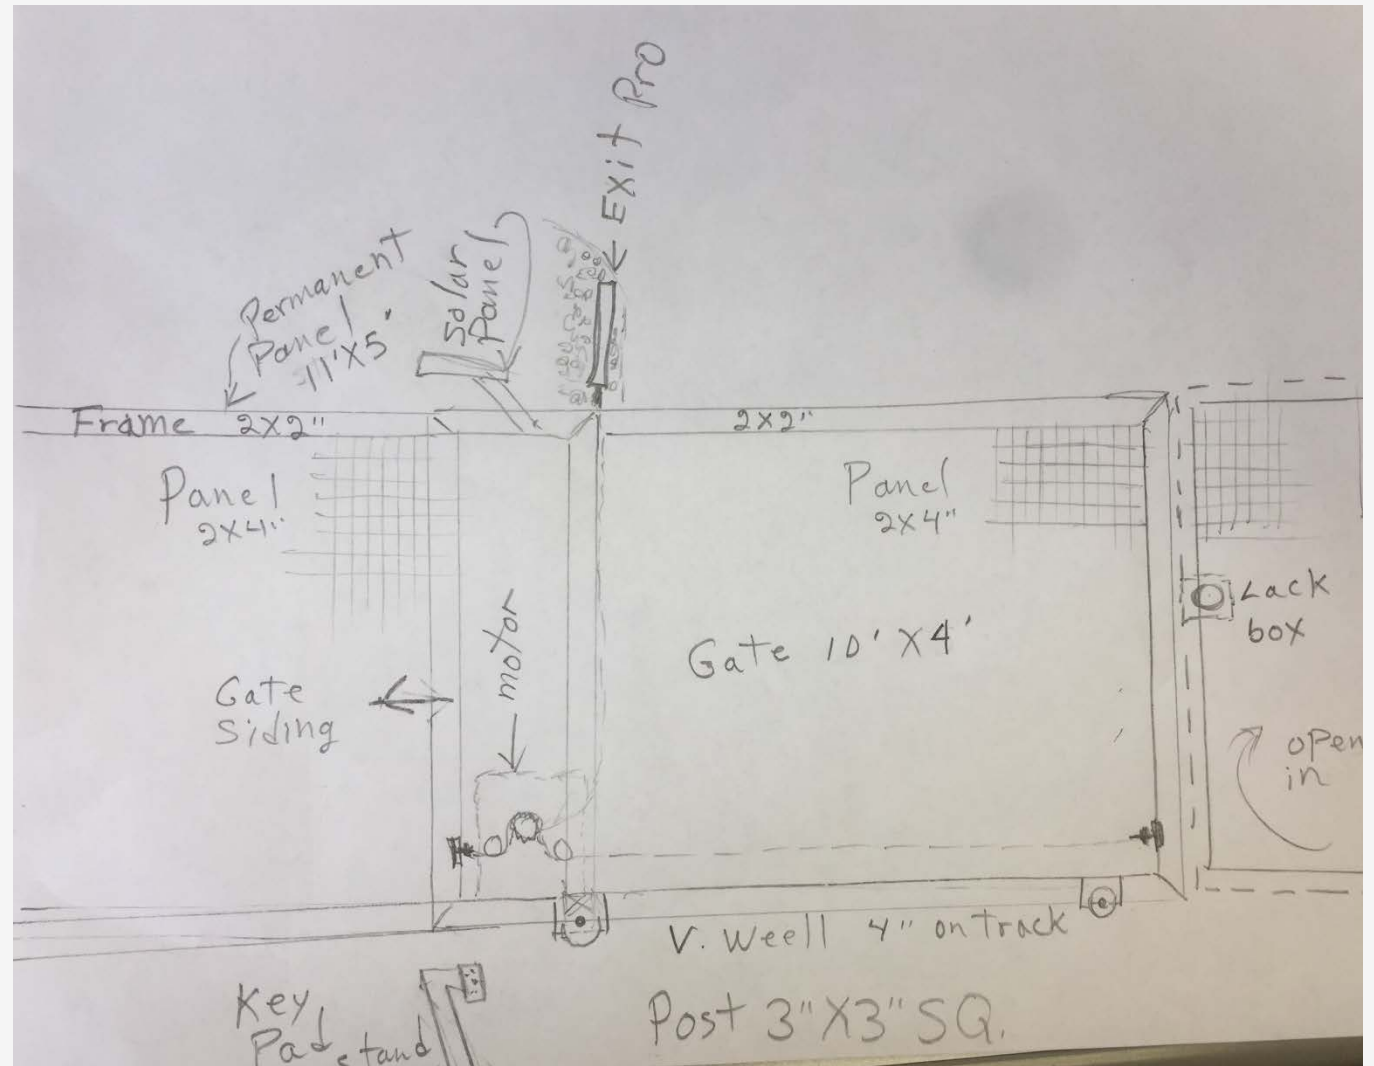 Exit Pro
Permanent
Panel
11'X5'
Solar
Panel
Frame 2X2"
2X2"
Panel
2X4"
Panel
2X4"
motor
Lack
box
Gate 10'X4'
Gate
Siding
open
in
V. Weell 4" on track
Key
Pad stand
Post 3"X3" SQ.